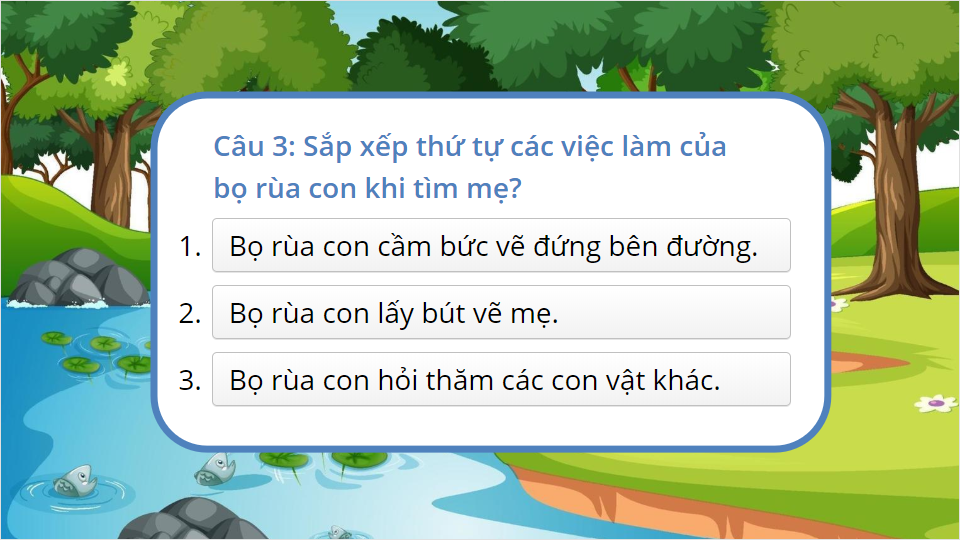 Câu 3: Sắp xếp thứ tự các việc làm của
bọ rùa con khi tìm mẹ?
1. Bọ rùa con cầm bức vẽ đứng bên đường.
2. Bọ rùa con lấy bút vẽ mẹ.
3. Bọ rùa con hỏi thăm các con vật khác.